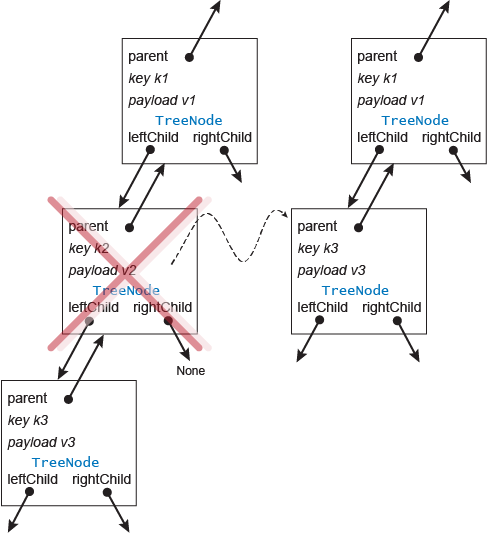 parent
key k1
payload v1
TreeNode
leftChild rightChild
parent
key k1
payload v1
TreeNode
leftChild rightChild
parent
key k2
payload v2
TreeNode
leftChild rightChild
None
parent
key k3
payload v3
TreeNode
leftChild rightChild
parent
key k3
payload v3
TreeNode
leftChild rightChild